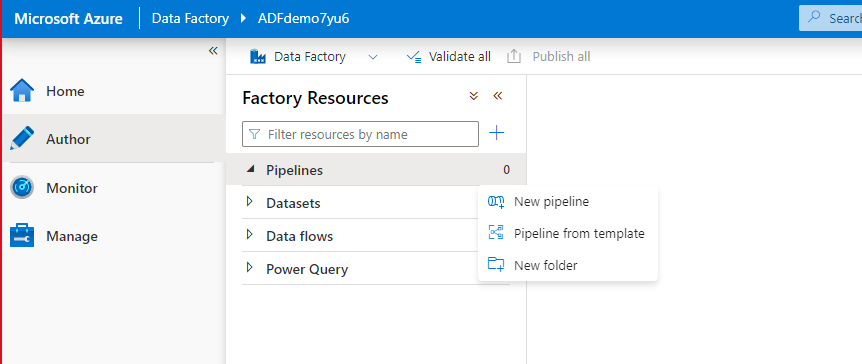 Microsoft Azure Data Factory ADFdemo7yu6 Search
Data Factory Validate all Publish all
Home
Factory Resources
Filter resources by name
Author
Pipelines 0
Monitor
Datasets
New pipeline
Data flows
Pipeline from template
Manage
Power Query
New folder